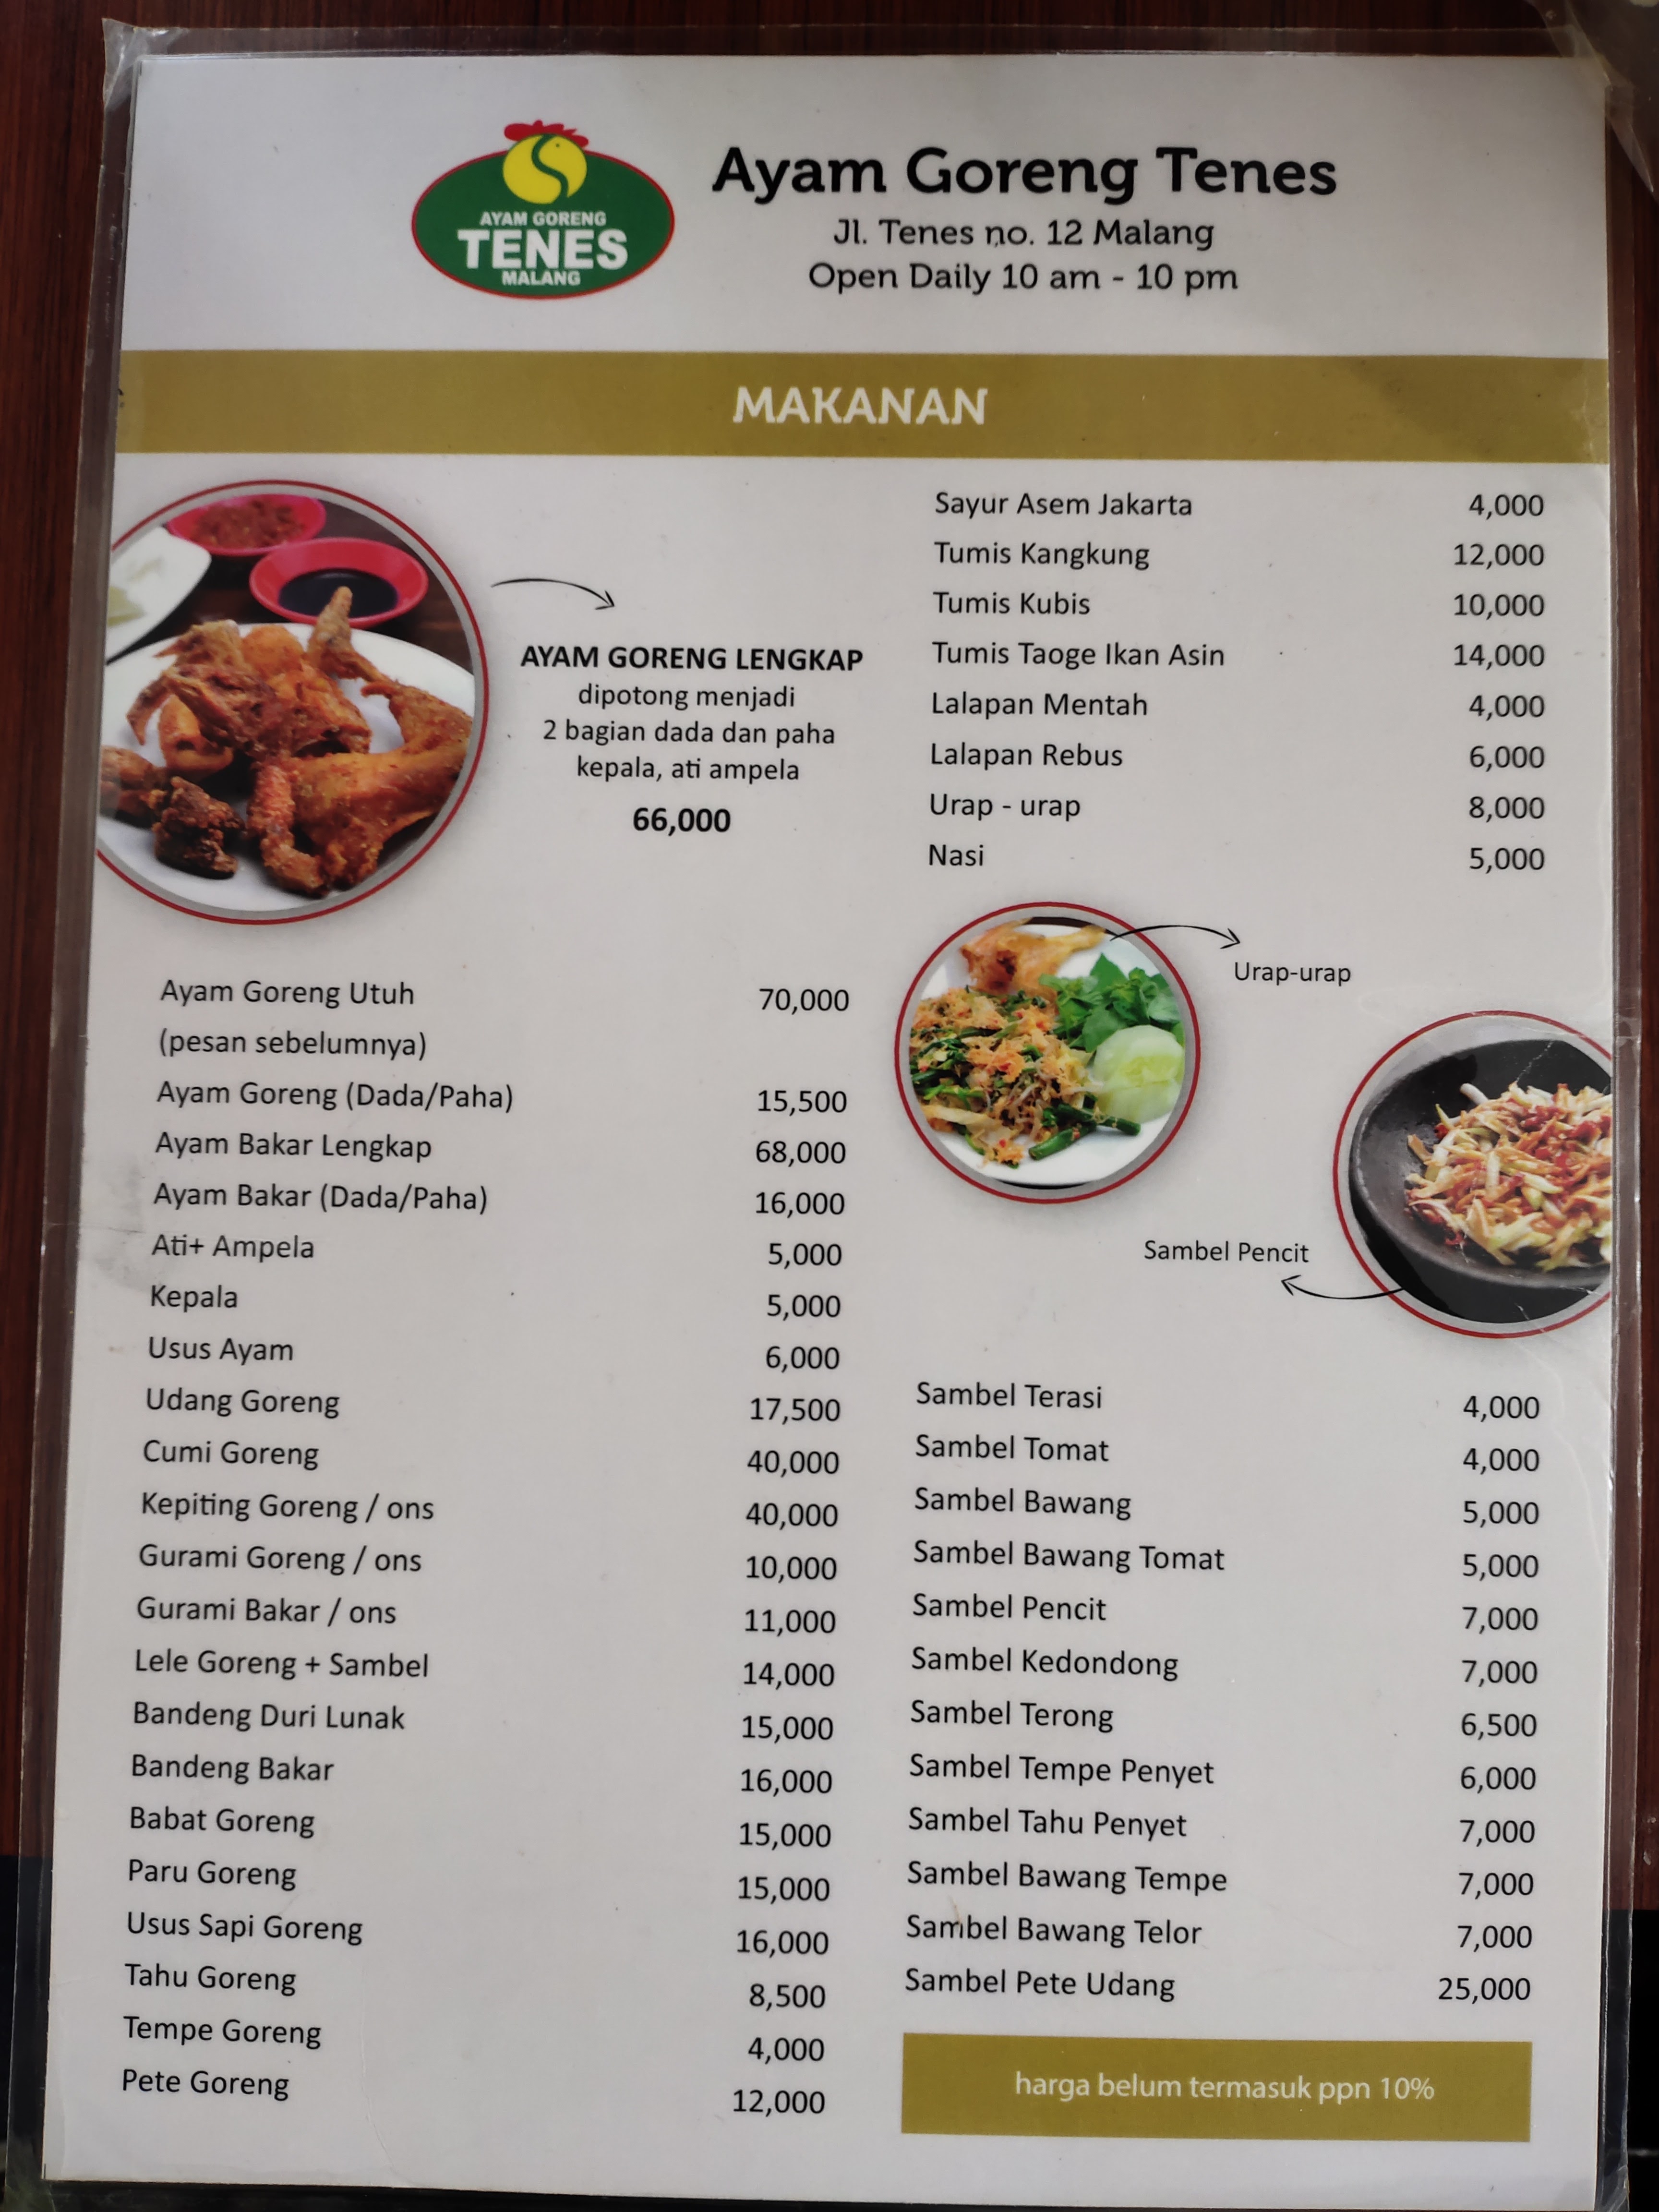 AYAM GORENG
TENES
MALANG
Ayam Goreng Tenes
Jl. Tenes no. 12 Malang
Open Daily 10 am - 10 pm
MAKANAN
AYAM GORENG LENGKAP
dipotong menjadi
2 bagian dada dan paha
kepala, ati ampela
66,000
Ayam Goreng Utuh 70,000
(pesan sebelumnya)
Ayam Goreng (Dada/Paha) 15,500
Ayam Bakar Lengkap 68,000
Ayam Bakar (Dada/Paha) 16,000
Ati+ Ampela 5,000
Kepala 5,000
Usus Ayam 6,000
Udang Goreng 17,500
Cumi Goreng 40,000
Kepiting Goreng / ons 40,000
Gurami Goreng / ons 10,000
Gurami Bakar / ons 11,000
Lele Goreng + Sambel 14,000
Bandeng Duri Lunak 15,000
Bandeng Bakar 16,000
Babat Goreng 15,000
Paru Goreng 15,000
Usus Sapi Goreng 16,000
Tahu Goreng 8,500
Tempe Goreng 4,000
Pete Goreng 12,000
Sayur Asem Jakarta 4,000
Tumis Kangkung 12,000
Tumis Kubis 10,000
Tumis Taoge Ikan Asin 14,000
Lalapan Mentah 4,000
Lalapan Rebus 6,000
Urap - urap 8,000
Nasi 5,000
Urap-urap
Sambel Pencit
Sambel Terasi 4,000
Sambel Tomat 4,000
Sambel Bawang 5,000
Sambel Bawang Tomat 5,000
Sambel Pencit 7,000
Sambel Kedondong 7,000
Sambel Terong 6,500
Sambel Tempe Penyet 6,000
Sambel Tahu Penyet 7,000
Sambel Bawang Tempe 7,000
Sambel Bawang Telor 7,000
Sambel Pete Udang 25,000
harga belum termasuk ppn 10%